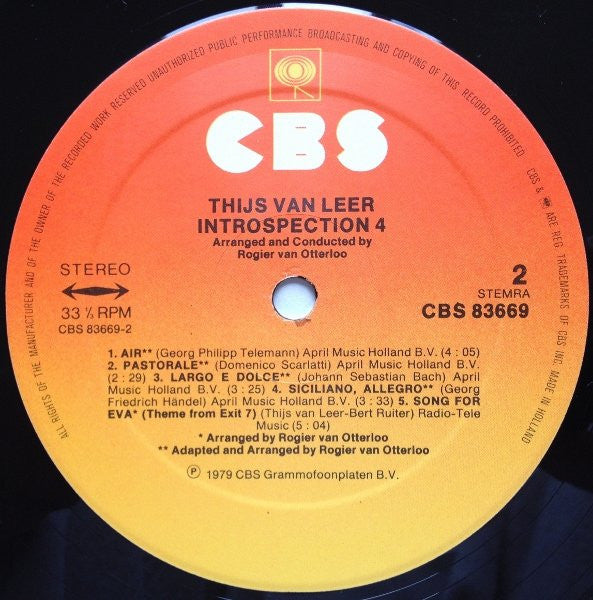 ALL RIGHTS OF THE MANUFACTURER AND OF THE OWNER OF THE RECORDED WORK RESERVED UNAUTHORIZED PUBLIC PERFORMANCE BROADCASTING AND COPYING OF THIS RECORD PROHIBITED
CBS & ARE REG. TRADEMARKS OF CBS INC. MADE IN HOLLAND
CBS
THIJS VAN LEER
INTROSPECTION 4
Arranged and Conducted by
Rogier van Otterloo
STEREO
33 ⅓ RPM
CBS 83669-2
2
STEMRA
CBS 83669
1. AIR** (Georg Philipp Telemann) April Music Holland B.V. (4 : 05)
2. PASTORALE** (Domenico Scarlatti) April Music Holland B.V.
(2 : 29) 3. LARGO E DOLCE** (Johann Sebastian Bach) April
Music Holland B.V. (3 : 25) 4. SICILIANO, ALLEGRO** (Georg
Friedrich Händel) April Music Holland B.V. (3 : 33) 5. SONG FOR
EVA* (Theme from Exit 7) (Thijs van Leer-Bert Ruiter) Radio-Tele
Music (5 : 04)
* Arranged by Rogier van Otterloo
** Adapted and Arranged by Rogier van Otterloo
Ⓟ 1979 CBS Grammofoonplaten B.V.